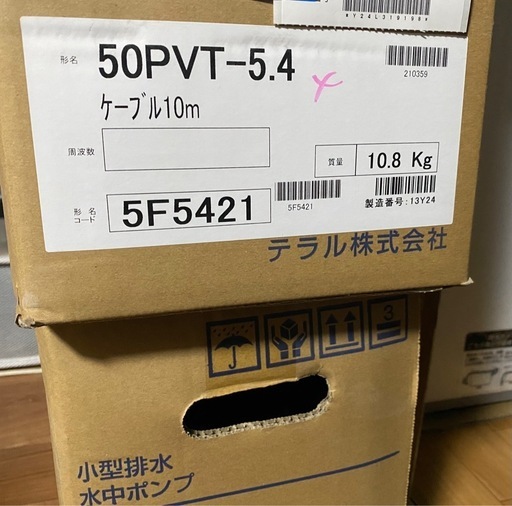 *Y24L319198*
形名
50PVT-5.4
210359
ケーブル10m
周波数
質量
10.8 Kg
形名
コード
5F5421
5F5421
製造番号:13Y24
テラル株式会社
3
小型排水
水中ポンプ